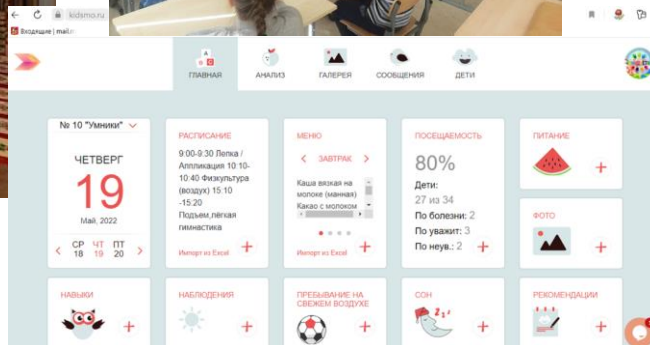 kidsmo.ru
Входящие | mail.
ГЛАВНАЯ
АНАЛИЗ
ГАЛЕРЕЯ
СООБЩЕНИЯ
ДЕТИ
№ 10 "Умники"
ЧЕТВЕРГ
19
Май, 2022
СР ЧТ ПТ
18 19 20
РАСПИСАНИЕ
9:00-9:30 Лепка /
Аппликация 10:10-
10:40 Физкультура
(воздух) 15:10
-15:20
Подъем,лёгкая
гимнастика
Импорт из Excel
МЕНЮ
ЗАВТРАК
Каша вязкая на
молоке (манная)
Какао с молоком
Импорт из Excel
ПОСЕЩАЕМОСТЬ
80%
Дети:
27 из 34
По болезни: 2
По уважит: 3
По неув.: 2
ПИТАНИЕ
ФОТО
НАВЫКИ
НАБЛЮДЕНИЯ
ПРЕБЫВАНИЕ НА
СВЕЖЕМ ВОЗДУХЕ
СОН
РЕКОМЕНДАЦИИ